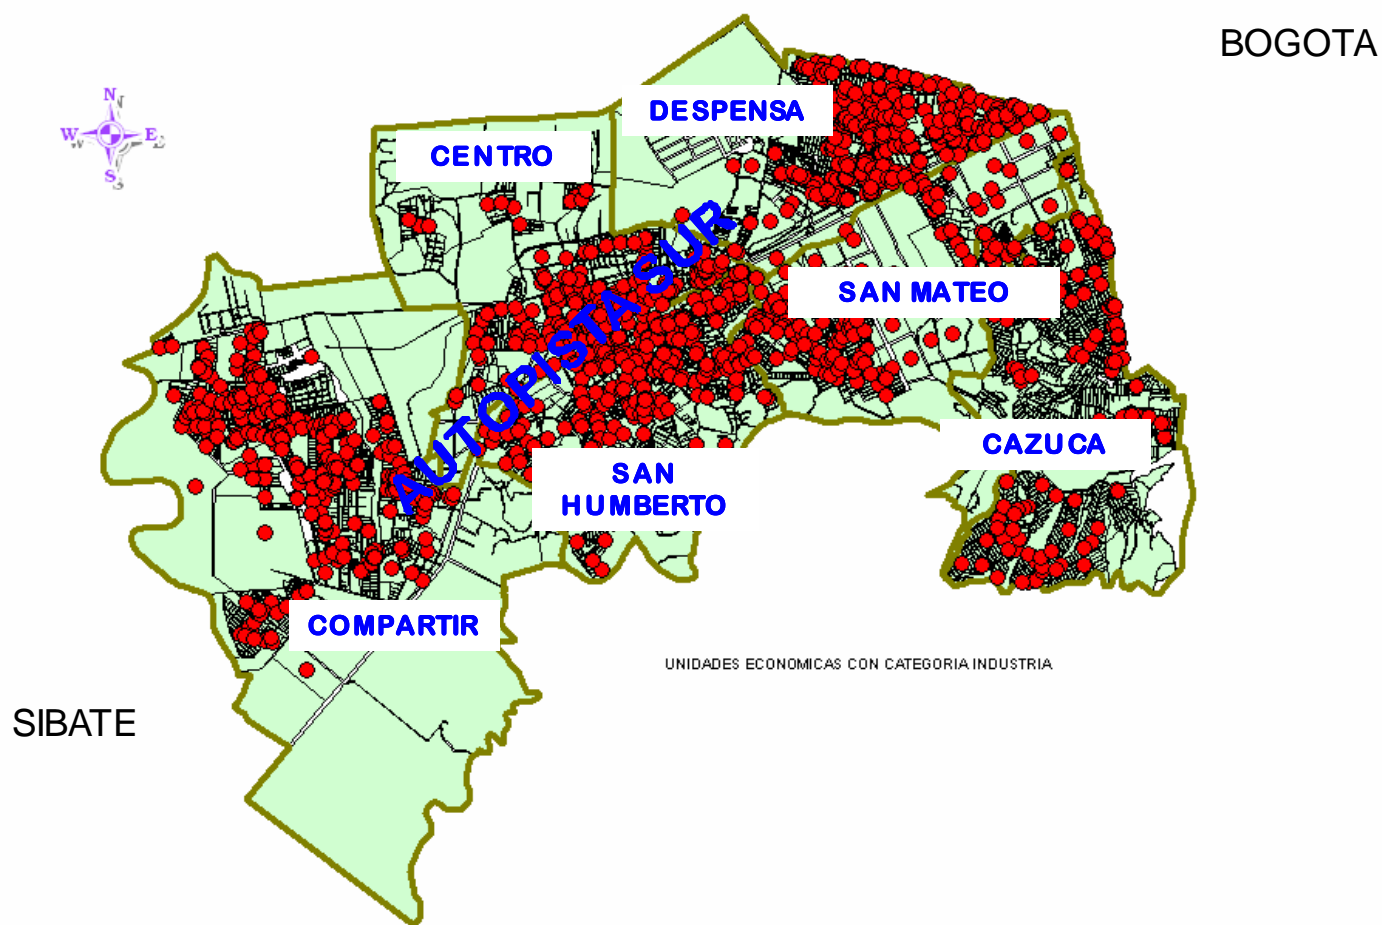 BOGOTA
N
W E
S
DESPENSA
CENTRO
AUTOPISTA SUR
SAN MATEO
CAZUCA
SAN
HUMBERTO
COMPARTIR
UNIDADES ECONOMICAS CON CATEGORIA INDUSTRIA
SIBATE